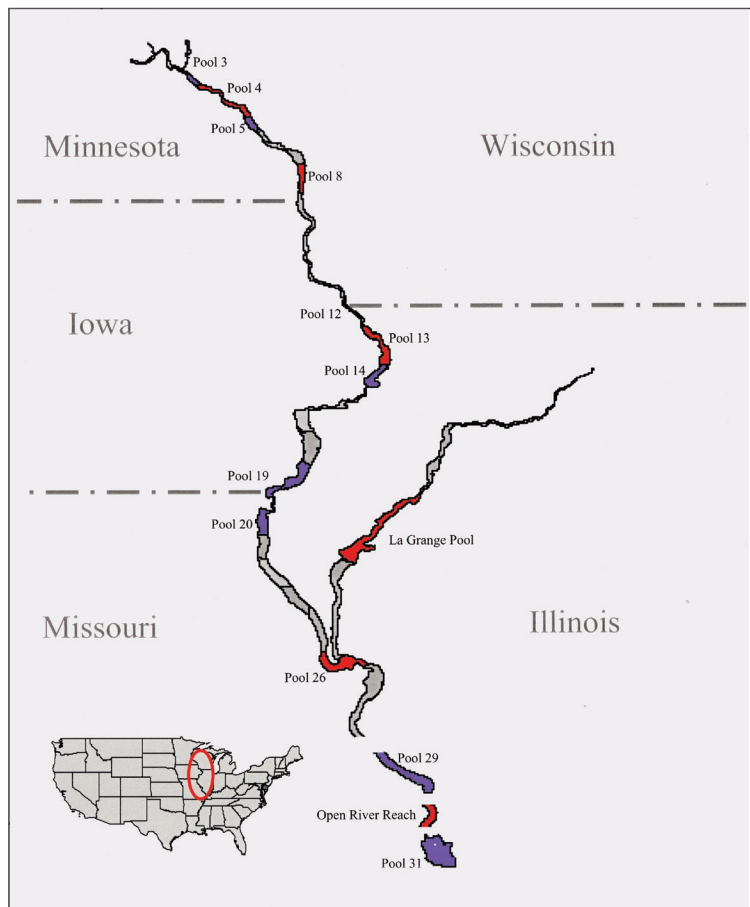 Pool 3
Pool 4
Pool 5
Minnesota
Wisconsin
Pool 8
Pool 12
Iowa
Pool 13
Pool 14
Pool 19
Pool 20
La Grange Pool
Missouri
Illinois
Pool 26
Pool 29
Open River Reach
Pool 31